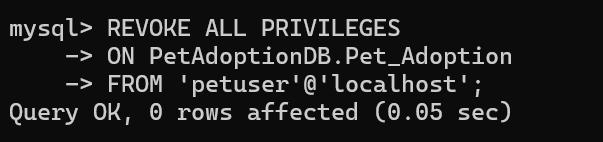 mysql> REVOKE ALL PRIVILEGES
    -> ON PetAdoptionDB.Pet_Adoption
    -> FROM 'petuser'@'localhost';
Query OK, 0 rows affected (0.05 sec)